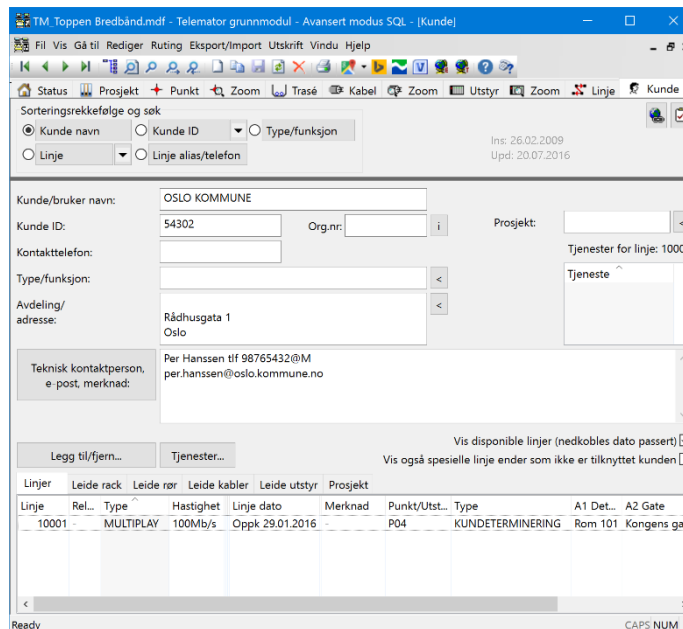 TM_Toppen Bredbånd.mdf - Telemator grunnmodul - Avansert modus SQL - [Kunde]
Fil Vis Gå til Rediger Ruting Eksport/Import Utskrift Vindu Hjelp
Status Prosjekt Punkt Zoom Trasé Kabel Zoom Utstyr Zoom Linje Kunde
Sorteringsrekkefølge og søk
Kunde navn Kunde ID Type/funksjon
Linje Linje alias/telefon
Ins: 26.02.2009
Upd: 20.07.2016
Kunde/bruker navn: OSLO KOMMUNE
Kunde ID: 54302 Org.nr: i Prosjekt: <
Kontakttelefon: Tjenester for linje: 1000
Type/funksjon: < Tjeneste
Avdeling/
adresse: <
Rådhusgata 1
Oslo
Teknisk kontaktperson,
e-post, merknad:
Per Hanssen tlf 98765432@M
per.hanssen@oslo.kommune.no
Vis disponible linjer (nedkobles dato passert)
Legg til/fjern... Tjenester... Vis også spesielle linje ender som ikke er tilknyttet kunden
Linjer Leide rack Leide rør Leide kabler Leide utstyr Prosjekt
Linje Rel... Type Hastighet Linje dato Merknad Punkt/Utst... Type A1 Det... A2 Gate
10001 - MULTIPLAY 100Mb/s Oppk 29.01.2016 - P04 KUNDETERMINERING Rom 101 Kongens ga
Ready CAPS NUM